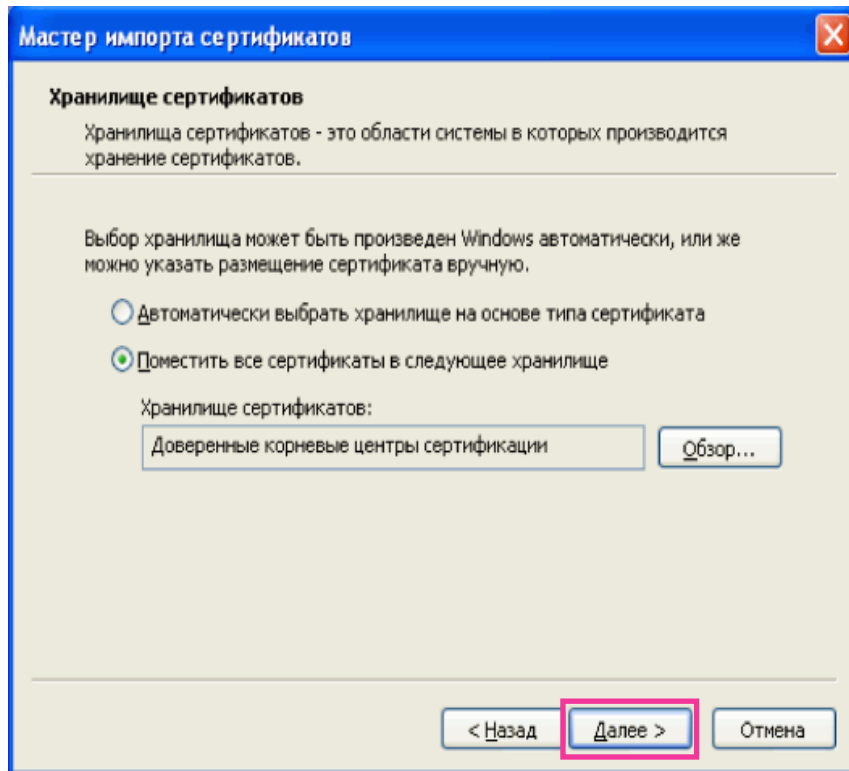 Мастер импорта сертификатов
Хранилище сертификатов
Хранилища сертификатов - это области системы в которых производится
хранение сертификатов.
Выбор хранилища может быть произведен Windows автоматически, или же
можно указать размещение сертификата вручную.
Автоматически выбрать хранилище на основе типа сертификата
Поместить все сертификаты в следующее хранилище
Хранилище сертификатов:
Доверенные корневые центры сертификации
Обзор...
< Назад
Далее >
Отмена